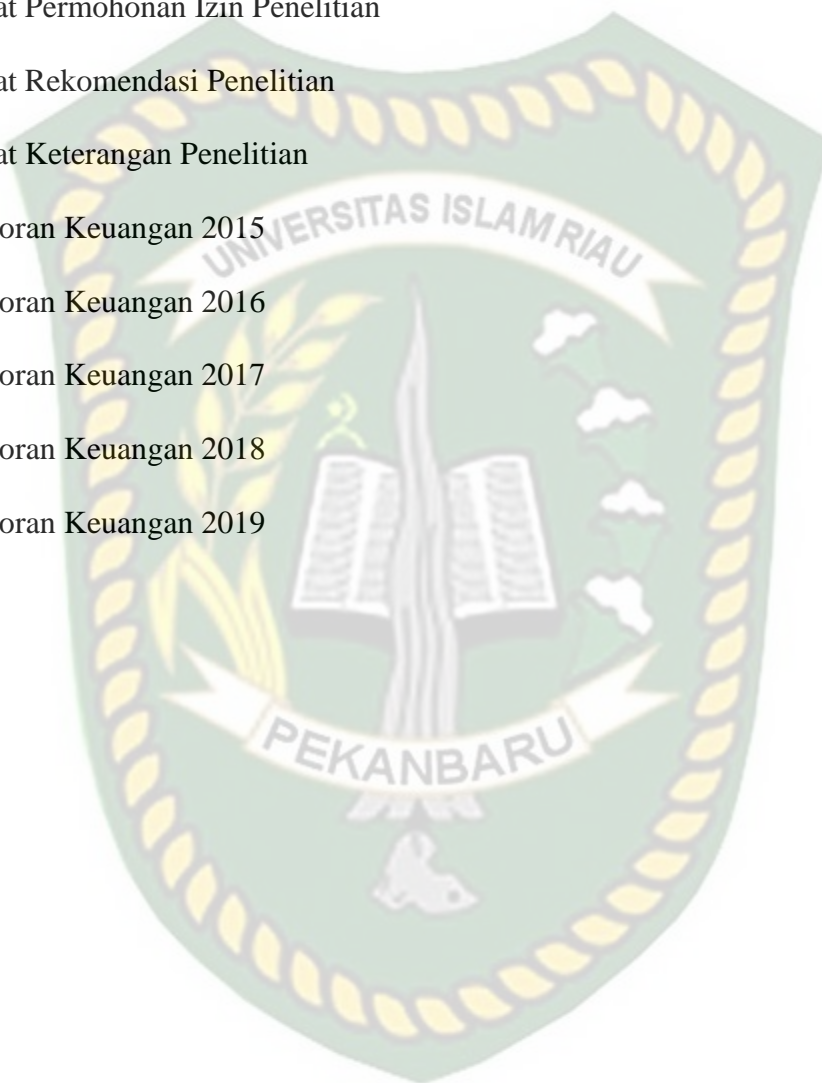 at Permohonan Izin Penelitian
at Rekomendasi Penelitian
at Keterangan Penelitian
UNIVERSITAS ISLAM RIAU
oran Keuangan 2015
oran Keuangan 2016
oran Keuangan 2017
oran Keuangan 2018
oran Keuangan 2019
PEKANBARU